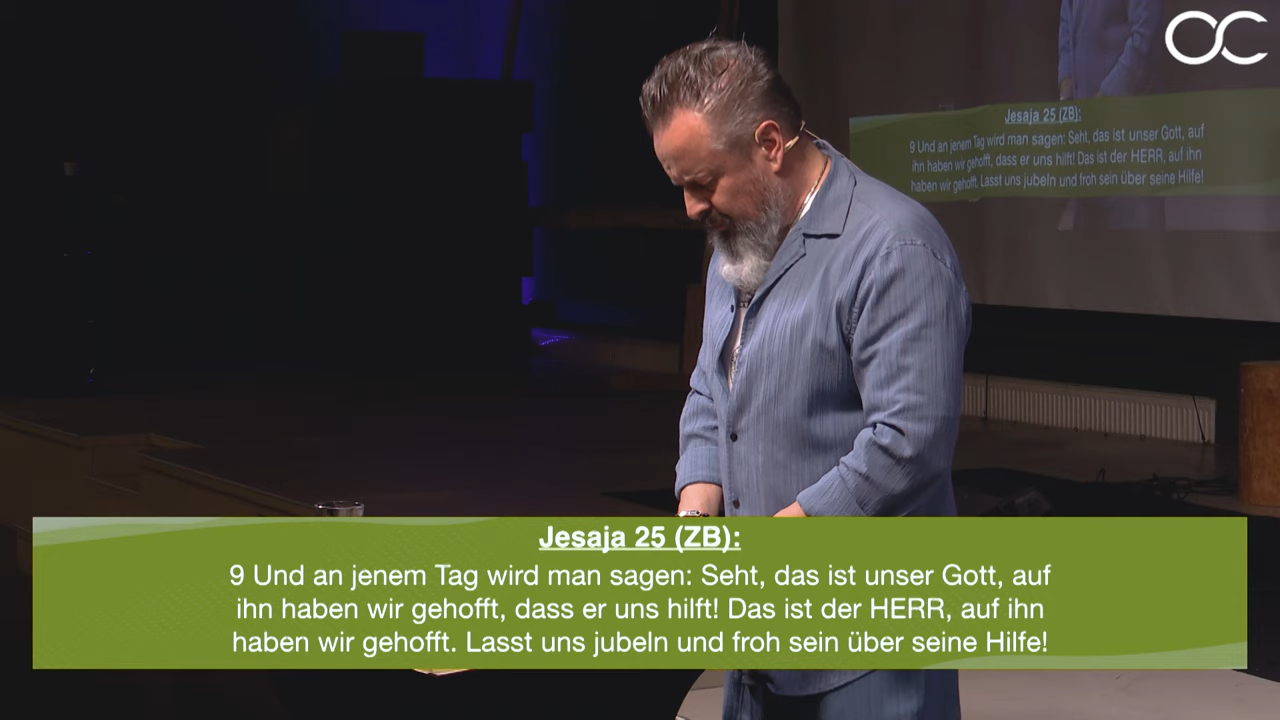 OC
Jesaja 25 (ZB):
9 Und an jenem Tag wird man sagen: Seht, das ist unser Gott, auf
ihn haben wir gehofft, dass er uns hilft! Das ist der HERR, auf ihn
haben wir gehofft. Lasst uns jubeln und froh sein über seine Hilfe!
Jesaja 25 (ZB):
9 Und an jenem Tag wird man sagen: Seht, das ist unser Gott, auf
ihn haben wir gehofft, dass er uns hilft! Das ist der HERR, auf ihn
haben wir gehofft. Lasst uns jubeln und froh sein über seine Hilfe!